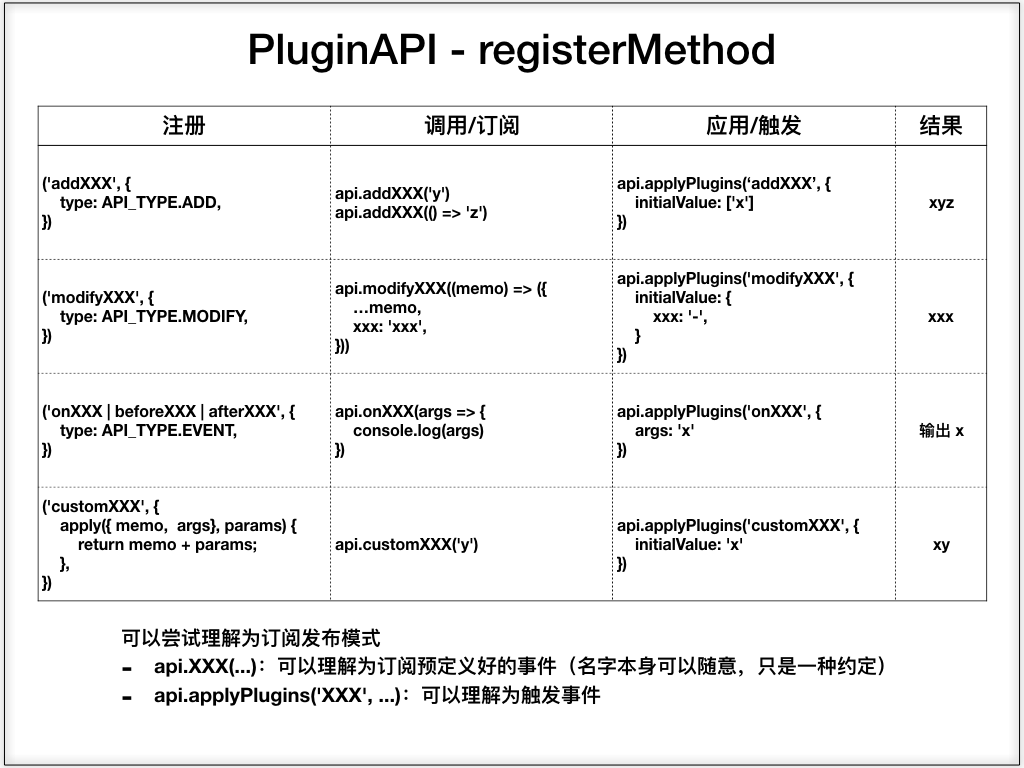 PluginAPI - registerMethod
注册
调用/订阅
应用/触发
结果
('addXXX', {
type: API_TYPE.ADD,
})
api.addXXX('y')
api.addXXX(() => 'z')
api.applyPlugins(‘addXXX’, {
initialValue: ['x']
})
xyz
('modifyXXX', {
type: API_TYPE.MODIFY,
})
api.modifyXXX((memo) => ({
…memo,
xxx: 'xxx',
}))
api.applyPlugins('modifyXXX', {
initialValue: {
xxx: '-',
}
})
xxx
('onXXX | beforeXXX | afterXXX', {
type: API_TYPE.EVENT,
})
api.onXXX(args => {
console.log(args)
})
api.applyPlugins('onXXX', {
args: 'x'
})
输出 x
('customXXX', {
apply({ memo, args}, params) {
return memo + params;
},
})
api.customXXX('y')
api.applyPlugins('customXXX', {
initialValue: 'x'
})
xy
可以尝试理解为订阅发布模式
- api.XXX(…)：可以理解为订阅预定义好的事件（名字本身可以随意，只是一种约定）
- api.applyPlugins('XXX', …)：可以理解为触发事件